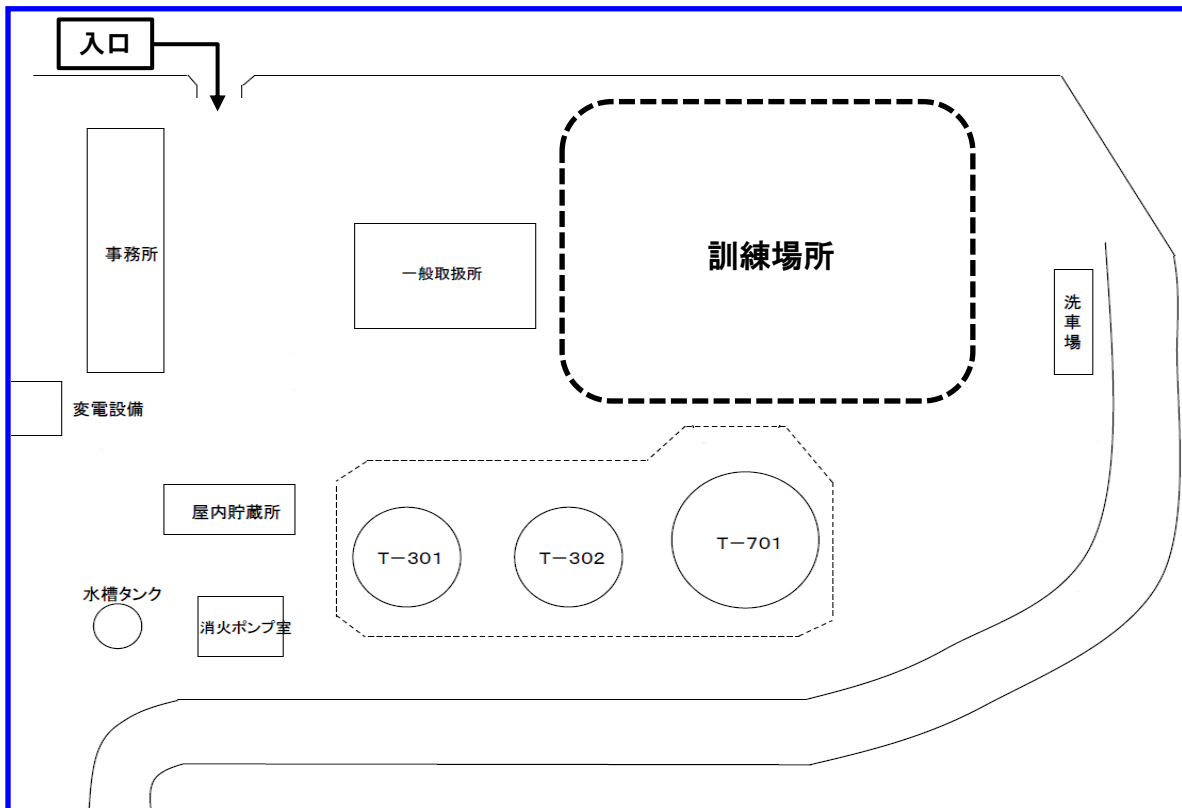 入口
事務所
一般取扱所
訓練場所
洗車場
変電設備
屋内貯蔵所
T－301
T－302
T－701
水槽タンク
消火ポンプ室